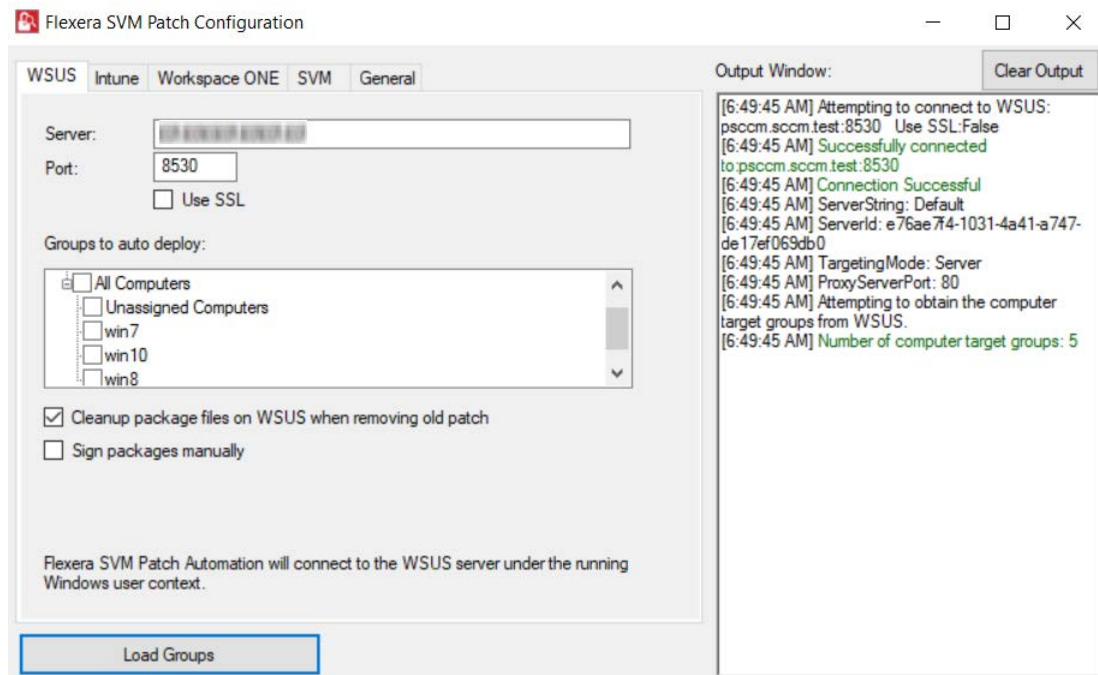 Flexera SVM Patch Configuration
WSUS Intune Workspace ONE SVM General
Server:
Port: 8530
Use SSL
Groups to auto deploy:
All Computers
Unassigned Computers
win7
win10
win8
Cleanup package files on WSUS when removing old patch
Sign packages manually
Flexera SVM Patch Automation will connect to the WSUS server under the running
Windows user context.
Load Groups
Output Window:
Clear Output
[6:49:45 AM] Attempting to connect to WSUS:
psccm.sccm.test:8530 Use SSL:False
[6:49:45 AM] Successfully connected
to:psccm.sccm.test:8530
[6:49:45 AM] Connection Successful
[6:49:45 AM] ServerString: Default
[6:49:45 AM] ServerId: e76ae7f4-1031-4a41-a747-
de17ef069db0
[6:49:45 AM] TargetingMode: Server
[6:49:45 AM] ProxyServerPort: 80
[6:49:45 AM] Attempting to obtain the computer
target groups from WSUS.
[6:49:45 AM] Number of computer target groups: 5